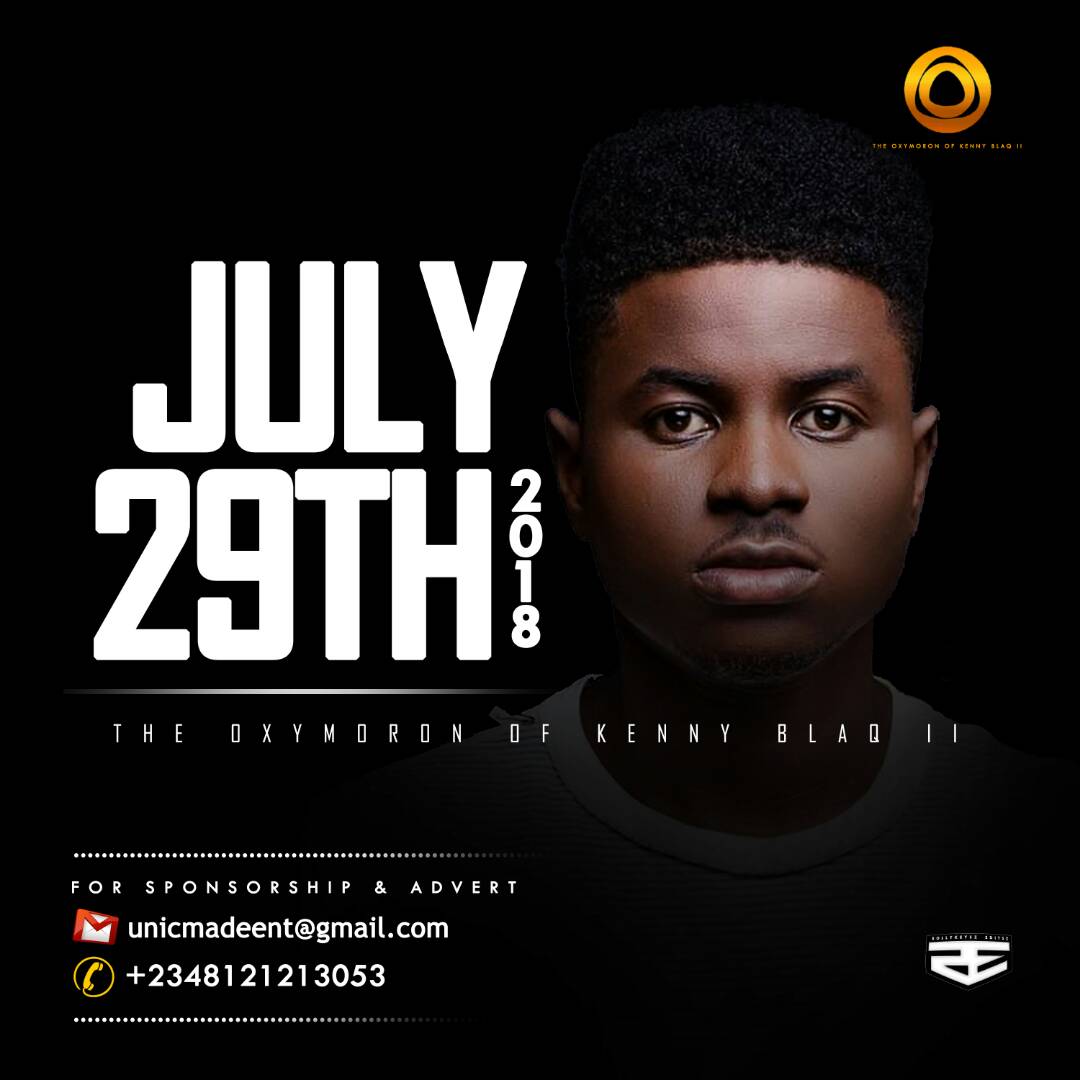 THE OXYMORON OF KENNY BLAQ II
JULY
29TH
2018
THE OXYMORON OF KENNY BLAQ II
FOR SPONSORSHIP & ADVERT
unicmadeent@gmail.com
+2348121213053